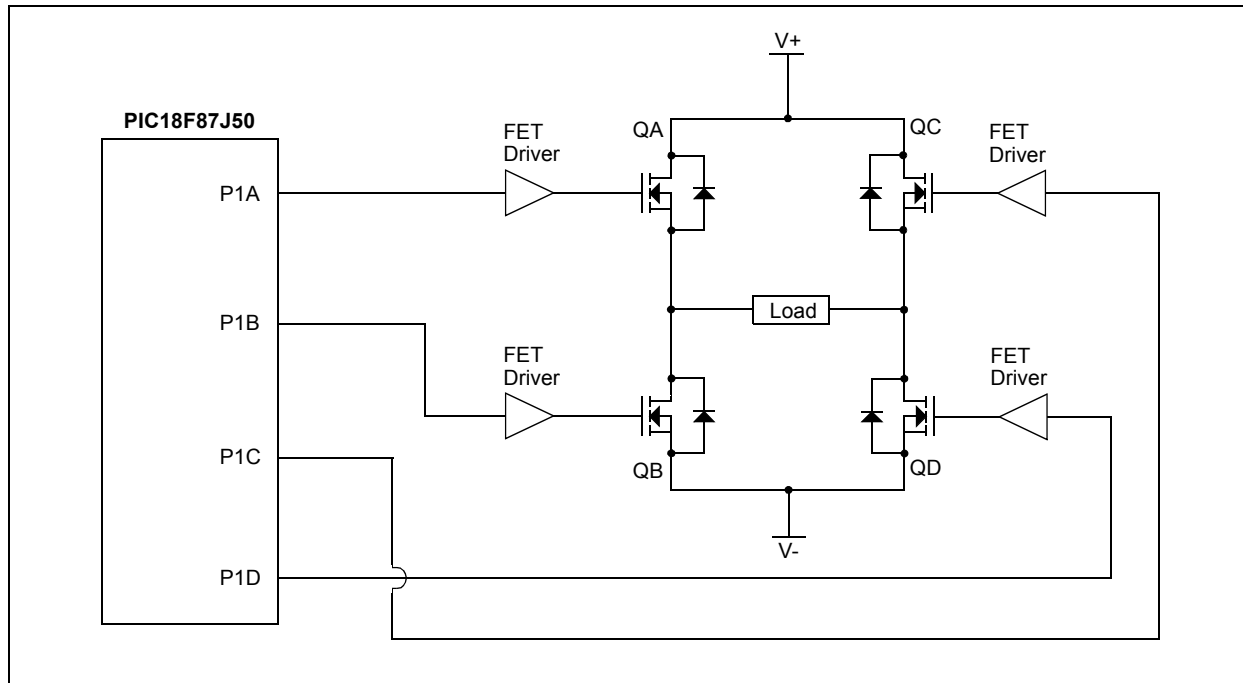 V+
PIC18F87J50
FET
Driver
QA
QC
FET
Driver
P1A
P1B
Load
FET
Driver
FET
Driver
P1C
QB
QD
V-
P1D